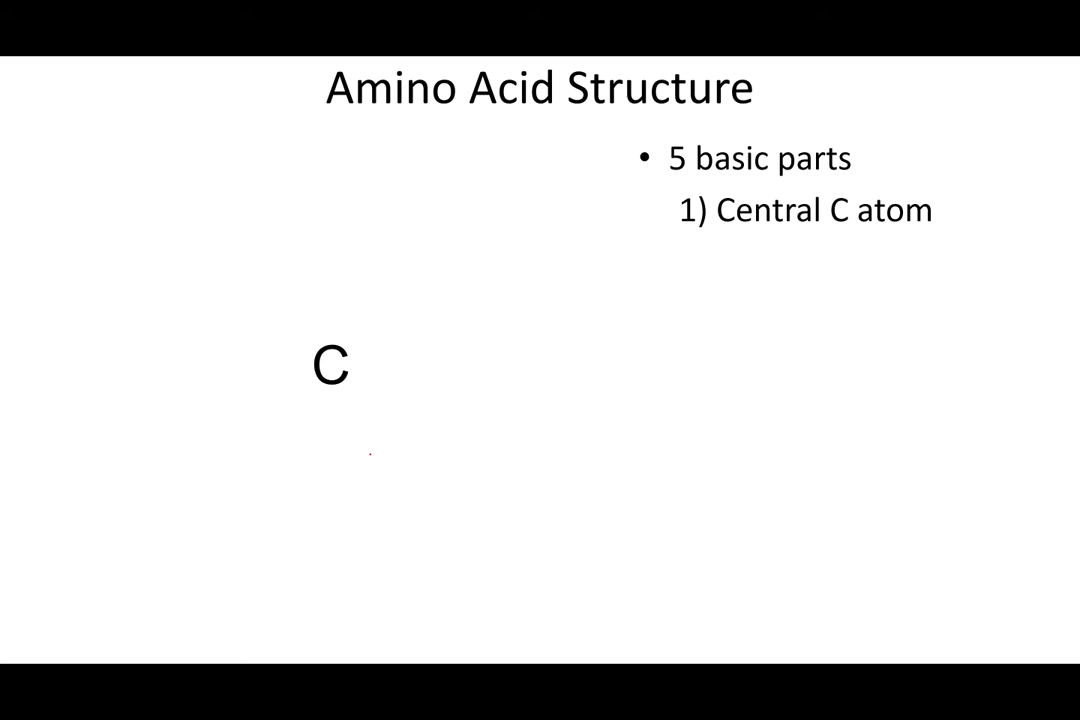 Amino Acid Structure
• 5 basic parts
1) Central C atom
C